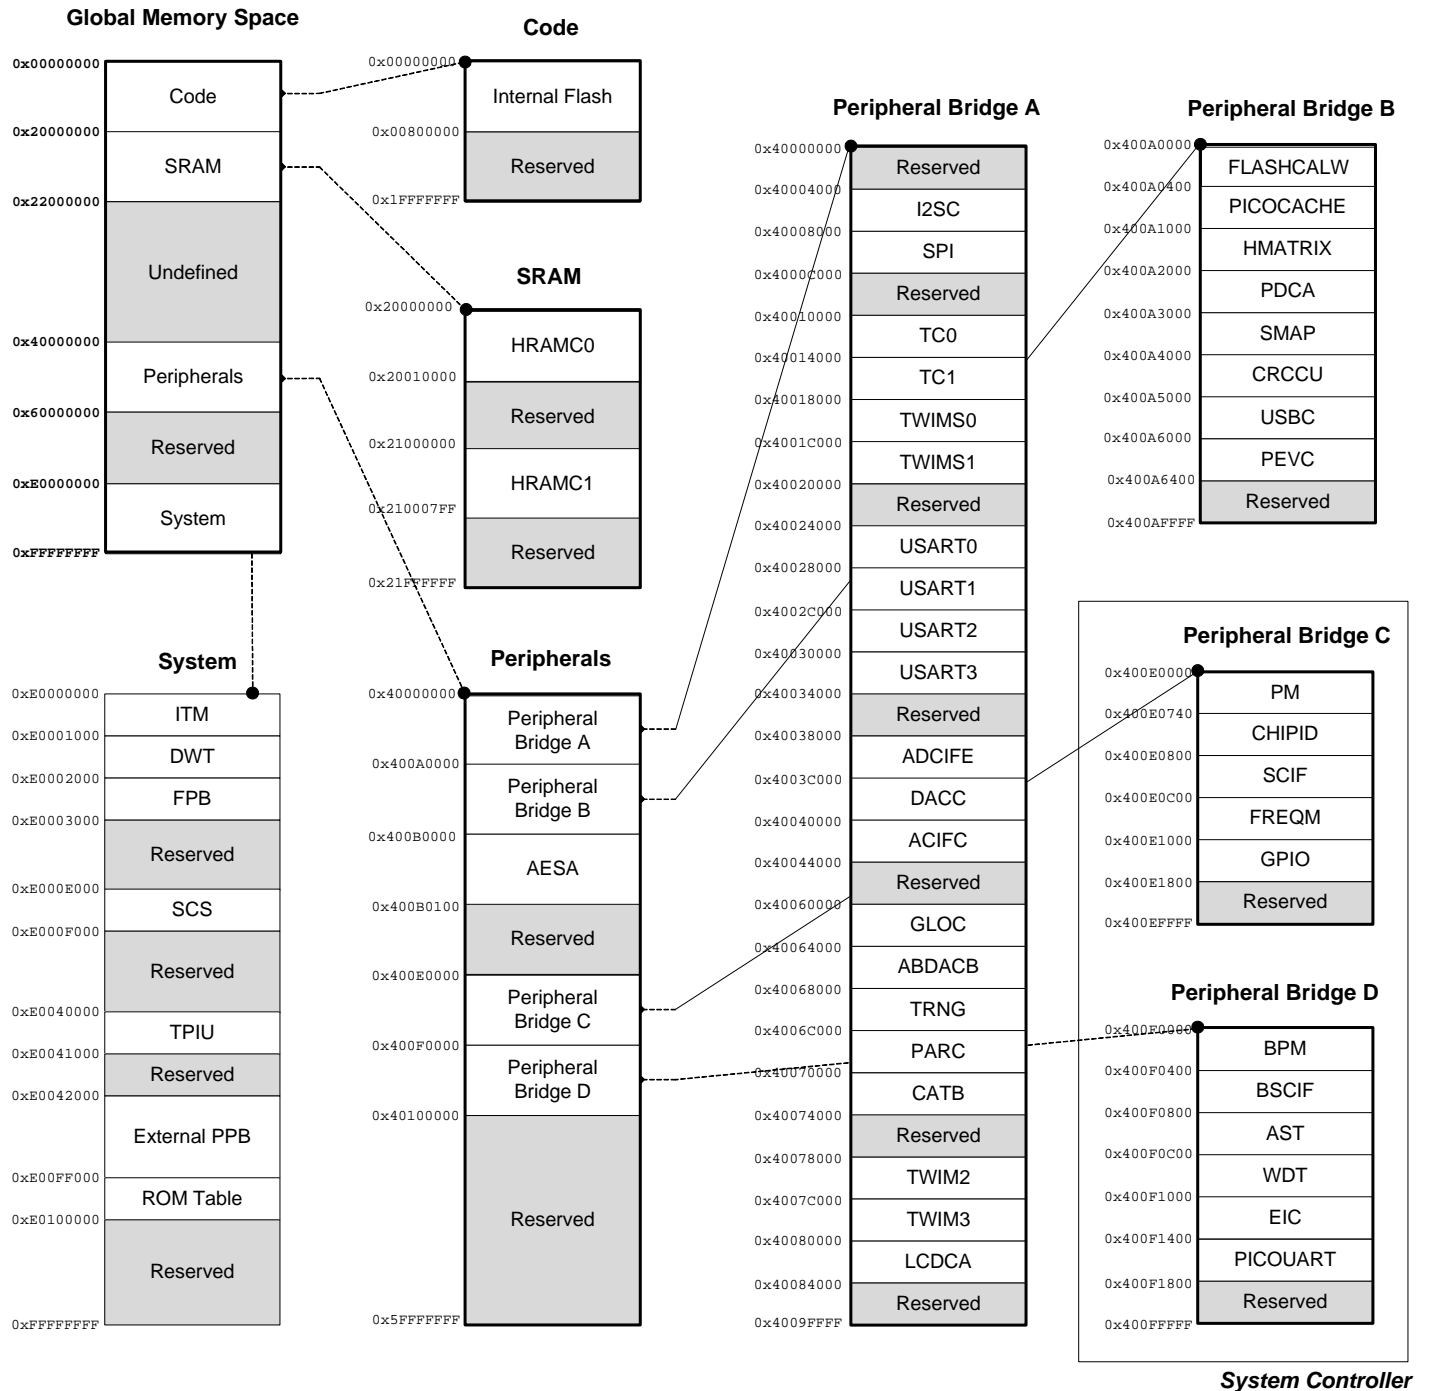 Global Memory Space
0x00000000
Code
0x20000000
SRAM
0x22000000
Undefined
0x40000000
Peripherals
0x60000000
Reserved
0xE0000000
System
0xFFFFFFFF
Code
0x00000000
Internal Flash
0x00800000
Reserved
0x1FFFFFFF
SRAM
0x20000000
HRAMC0
0x20010000
Reserved
0x21000000
HRAMC1
0x210007FF
Reserved
0x21FFFFFF
System
0xE0000000
ITM
0xE0001000
DWT
0xE0002000
FPB
0xE0003000
Reserved
0xE000E000
SCS
0xE000F000
Reserved
0xE0040000
TPIU
0xE0041000
Reserved
0xE0042000
External PPB
0xE00FF000
ROM Table
0xE0100000
Reserved
0xFFFFFFFF
Peripherals
0x40000000
Peripheral
Bridge A
0x400A0000
Peripheral
Bridge B
0x400B0000
AESA
0x400B0100
Reserved
0x400E0000
Peripheral
Bridge C
0x400F0000
Peripheral
Bridge D
0x40100000
Reserved
0x5FFFFFFF
Peripheral Bridge A
0x40000000
Reserved
0x40004000
I2SC
0x40008000
SPI
0x4000C000
Reserved
0x40010000
TC0
0x40014000
TC1
0x40018000
TWIMS0
0x4001C000
TWIMS1
0x40020000
Reserved
0x40024000
USART0
0x40028000
USART1
0x4002C000
USART2
0x40030000
USART3
0x40034000
Reserved
0x40038000
ADCIFE
0x4003C000
DACC
0x40040000
ACIFC
0x40044000
Reserved
0x40060000
GLOC
0x40064000
ABDACB
0x40068000
TRNG
0x4006C000
PARC
0x40070000
CATB
0x40074000
Reserved
0x40078000
TWIM2
0x4007C000
TWIM3
0x40080000
LCDCA
0x40084000
Reserved
0x4009FFFF
Peripheral Bridge B
0x400A0000
FLASHCALW
0x400A0400
PICOCACHE
0x400A1000
HMATRIX
0x400A2000
PDCA
0x400A3000
SMAP
0x400A4000
CRCCU
0x400A5000
USBC
0x400A6000
PEVC
0x400A6400
Reserved
0x400AFFFF
Peripheral Bridge C
0x400E0000
PM
0x400E0740
CHIPID
0x400E0800
SCIF
0x400E0C00
FREQM
0x400E1000
GPIO
0x400E1800
Reserved
0x400EFFFF
Peripheral Bridge D
0x400F0000
BPM
0x400F0400
BSCIF
0x400F0800
AST
0x400F0C00
WDT
0x400F1000
EIC
0x400F1400
PICOUART
0x400F1800
Reserved
0x400FFFFF
System Controller